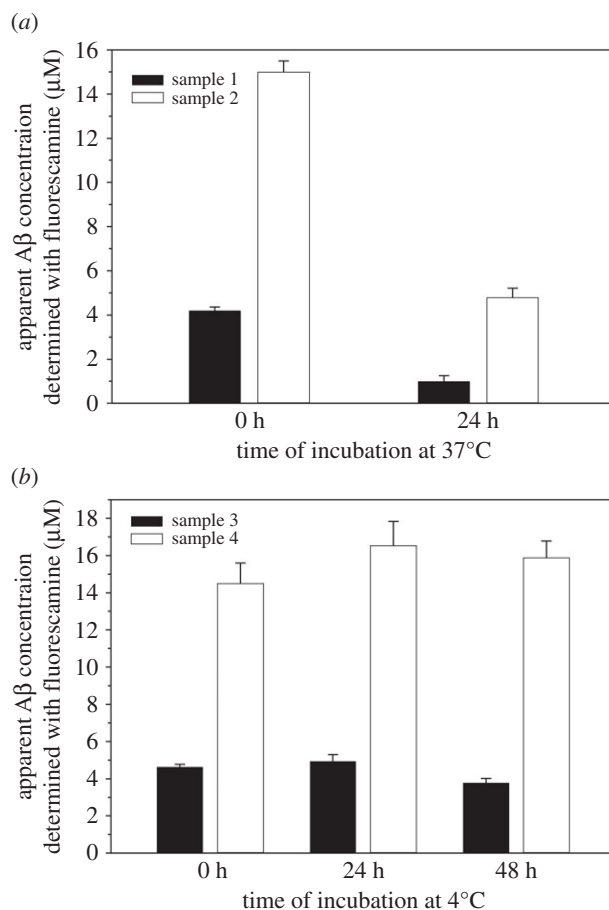 (a)
16
14
12
10
8
6
4
2
0
sample 1
sample 2
apparent Aβ concentraion
determined with fluorescamine (μM)
0 h 24 h
time of incubation at 37°C
(b)
18
16
14
12
10
8
6
4
2
0
sample 3
sample 4
apparent Aβ concentraion
determined with fluorescamine (μM)
0 h 24 h 48 h
time of incubation at 4°C